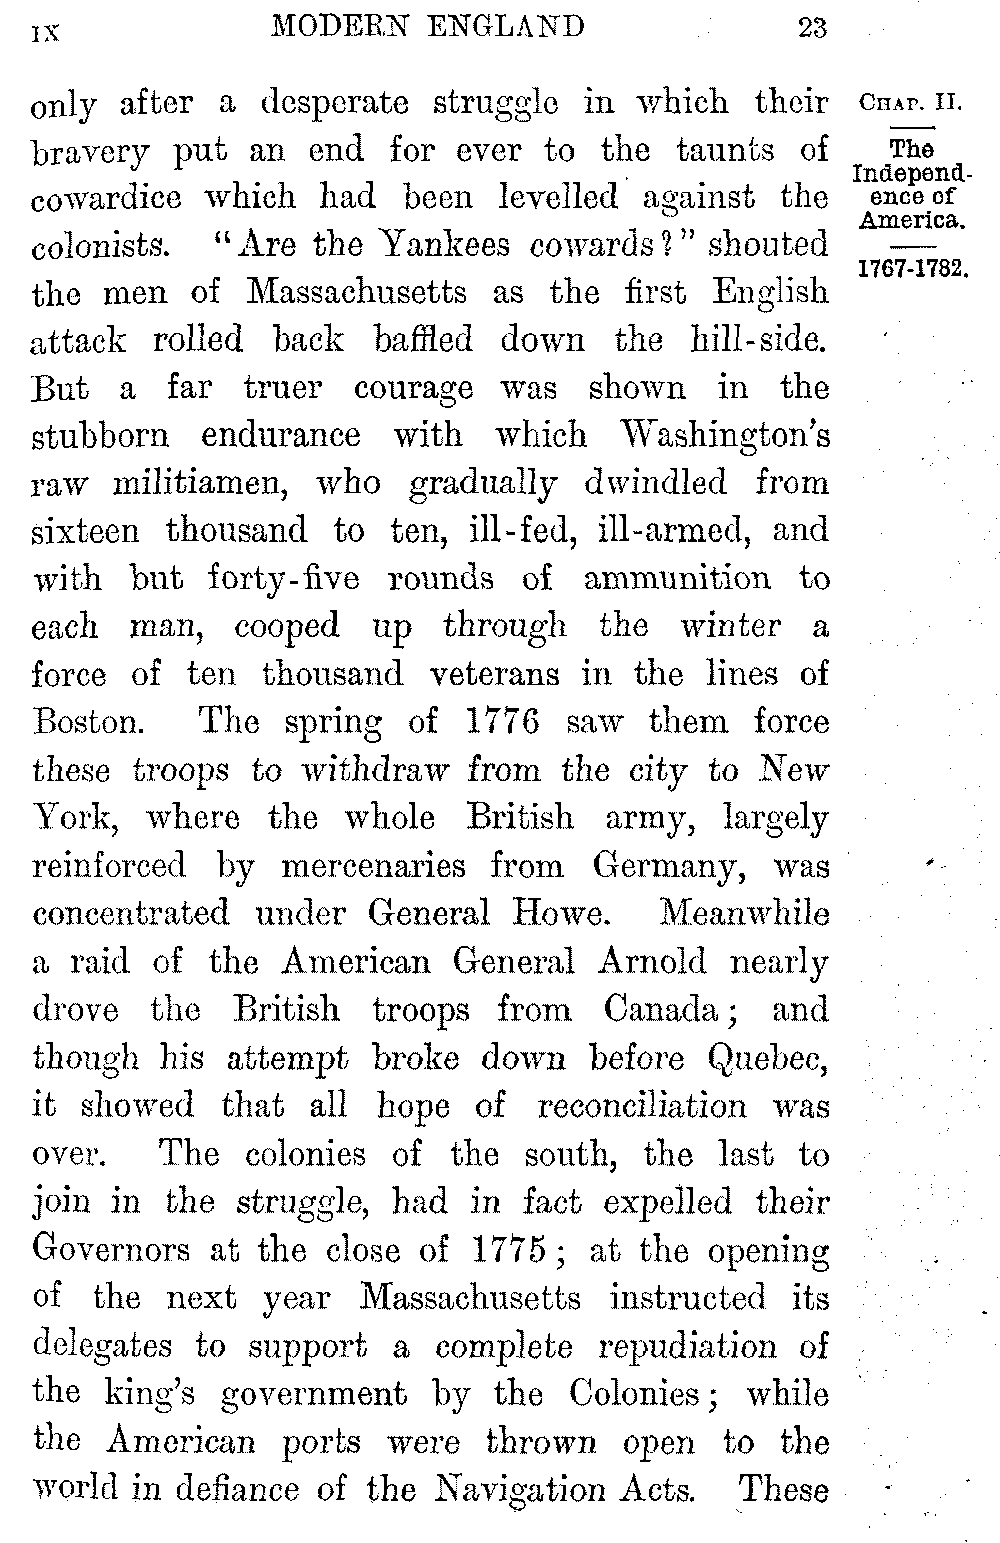 IX MODERN ENGLAND 23
only after a desperate struggle in which their
bravery put an end for ever to the taunts of
cowardice which had been levelled against the
colonists. “Are the Yankees cowards?” shouted
the men of Massachusetts as the first English
attack rolled back baffled down the hill-side.
But a far truer courage was shown in the
stubborn endurance with which Washington's
raw militiamen, who gradually dwindled from
sixteen thousand to ten, ill-fed, ill-armed, and
with but forty-five rounds of ammunition to
each man, cooped up through the winter a
force of ten thousand veterans in the lines of
Boston. The spring of 1776 saw them force
these troops to withdraw from the city to New
York, where the whole British army, largely
reinforced by mercenaries from Germany, was
concentrated under General Howe. Meanwhile
a raid of the American General Arnold nearly
drove the British troops from Canada; and
though his attempt broke down before Quebec,
it showed that all hope of reconciliation was
over. The colonies of the south, the last to
join in the struggle, had in fact expelled their
Governors at the close of 1775; at the opening
of the next year Massachusetts instructed its
delegates to support a complete repudiation of
the king's government by the Colonies; while
the American ports were thrown open to the
world in defiance of the Navigation Acts. These
CHAP. II.
The
Independ-
ence of
America.
1767-1782.